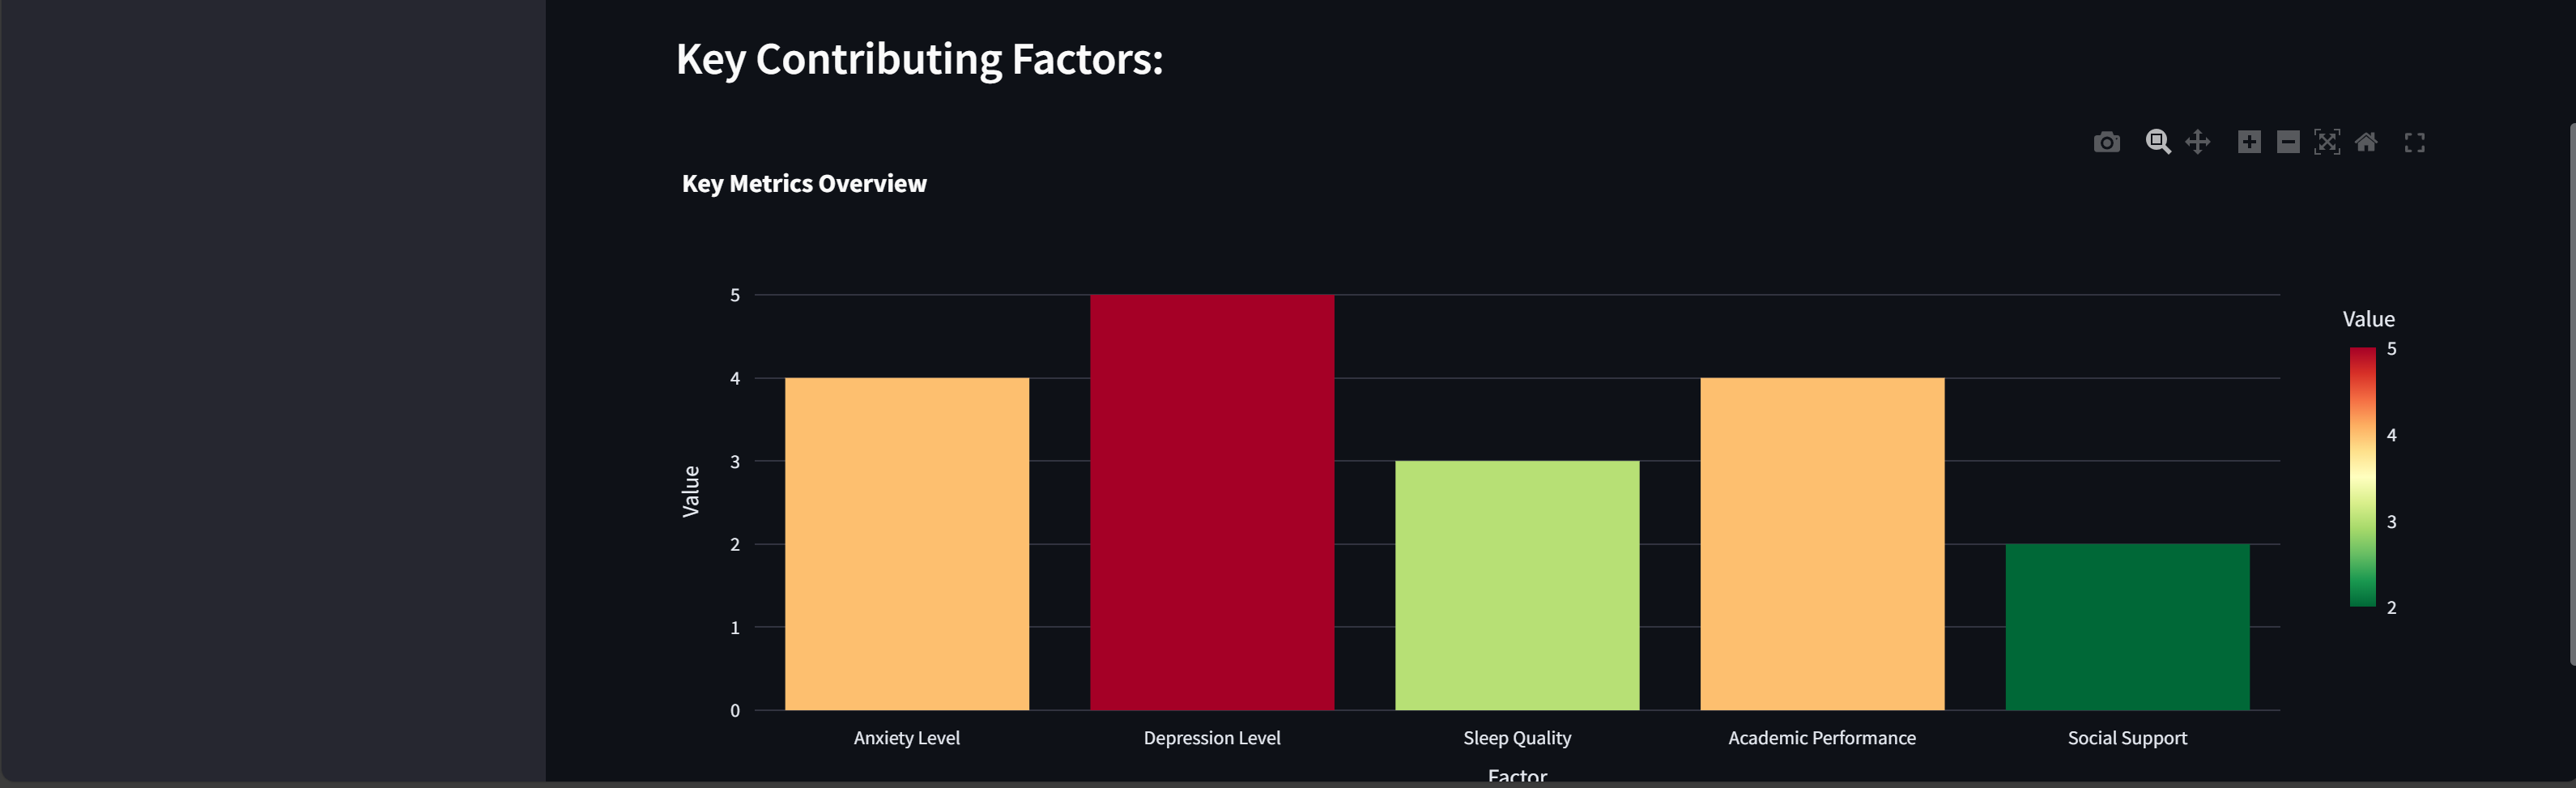 Key Contributing Factors:
Key Metrics Overview
Value
5
4
3
2
1
0
Anxiety Level
Depression Level
Sleep Quality
Academic Performance
Social Support
Factor
Value
5
4
3
2